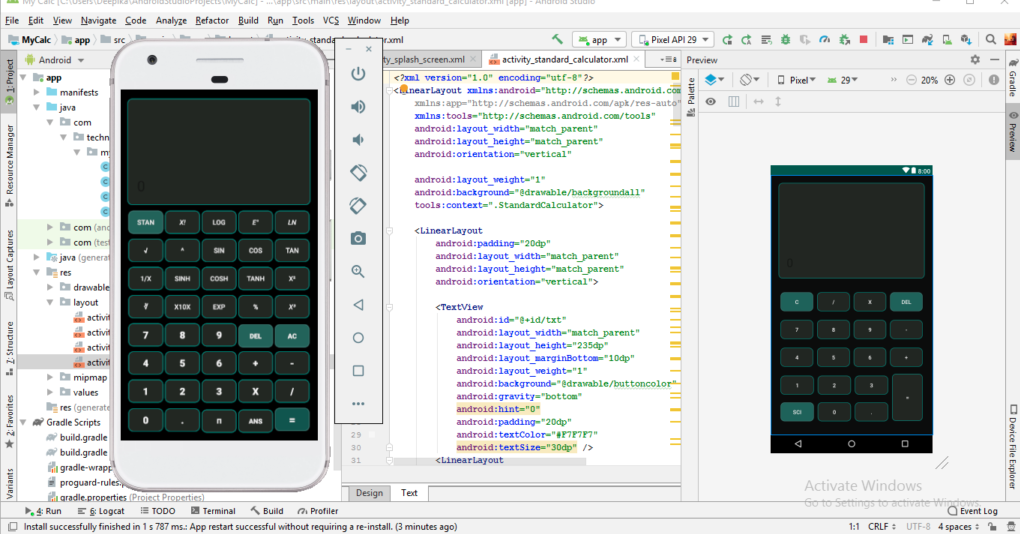 My Calc [C:\Users\Deepika\AndroidStudioProjects\MyCalc] - ...\app\src\main\res\layout\activity_standard_calculator.xml [app] - Android Studio
File Edit View Navigate Code Analyze Refactor Build Run Tools VCS Window Help
MyCalc app src
app Pixel API 29
Android
ty_splash_screen.xml activity_standard_calculator.xml
Preview
1: Project
Resource Manager
Layout Captures
Z: Structure
2: Favorites
Variants
app
manifests
java
com
techn
m
com (and
com (test
java (generat
res
drawable
layout
activit
activit
activit
activit
mipmap
values
res (generate
Gradle Scripts
build.gradle
build.gradle
gradle-wrapp
proguard-rules.p
gradle.properties (Project Properties)
0
STAN X! LOG E^ LN
√ ^ SIN COS TAN
1/X SINH COSH TANH
X10X EXP %
7 8 9 DEL AC
4 5 6 + -
1 2 3 X /
0 . π ANS =
<?xml version="1.0" encoding="utf-8"?>
<LinearLayout xmlns:android="http://schemas.android.com
xmlns:app="http://schemas.android.com/apk/res-auto"
xmlns:tools="http://schemas.android.com/tools"
android:layout_width="match_parent"
android:layout_height="match_parent"
android:orientation="vertical"
android:layout_weight="1"
android:background="@drawable/backgroundall"
tools:context=".StandardCalculator">
<LinearLayout
android:padding="20dp"
android:layout_width="match_parent"
android:layout_height="match_parent"
android:orientation="vertical">
<TextView
android:id="@+id/txt"
android:layout_width="match_parent"
android:layout_height="235dp"
android:layout_marginBottom="10dp"
android:layout_weight="1"
android:background="@drawable/buttoncolor"
android:gravity="bottom"
android:hint="0"
android:padding="20dp"
29 android:textColor="#F7F7F7"
30 android:textSize="30dp" />
31 <LinearLayout
Design Text
Palette
Pixel 29 20%
8:00
0
C / X DEL
7 8 9 -
4 5 6 +
1 2 3
SCI 0 . =
Gradle
Preview
Device File Explorer
Activate Windows
Go to Settings to activate Windows.
4: Run 6: Logcat TODO Terminal Build Profiler Event Log
Install successfully finished in 1 s 787 ms.: App restart successful without requiring a re-install. (3 minutes ago) 1:1 CRLF UTF-8 4 spaces